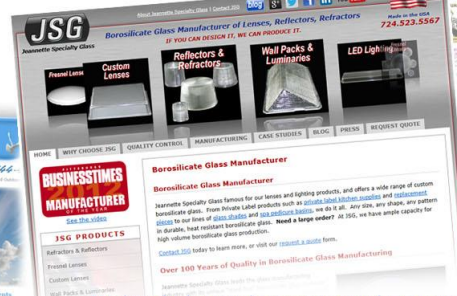 About Jeannette Specialty Glass | Contact JSG
blog
JSG
Jeannette Specialty Glass
Borosilicate Glass Manufacturer of Lenses, Reflectors, Refractors
IF YOU CAN DESIGN IT, WE CAN PRODUCE IT.
Made in the USA
724.523.5567
Fresnel Lense
Custom Lenses
Reflectors & Refractors
Wall Packs & Luminaries
LED Lighting
HOME WHY CHOOSE JSG QUALITY CONTROL MANUFACTURING CASE STUDIES BLOG PRESS REQUEST QUOTE
PITTSBURGH
BUSINESSTIMES
2012
MANUFACTURER
OF THE YEAR
See the video
JSG PRODUCTS
Refractors & Reflectors
Fresnel Lenses
Custom Lenses
Wall Packs & Luminaries
Borosilicate Glass Manufacturer
Borosilicate Glass Manufacturer
Jeannette Specialty Glass famous for our lenses and lighting products, and offers a wide range of custom
borosilicate glass. From Private Label products such as private label kitchen supplies and replacement
pieces to our lines of glass shades and spa pedicure basins, we do it all. Any size, any shape, any pattern
in durable, heat resistant borosilicate glass. Need a large order? At JSG, we have ample capacity for
high volume borosilicate glass production.
Contact JSG today to learn more, or visit our request a quote form.
Over 100 Years of Quality in Borosilicate Glass Manufacturing